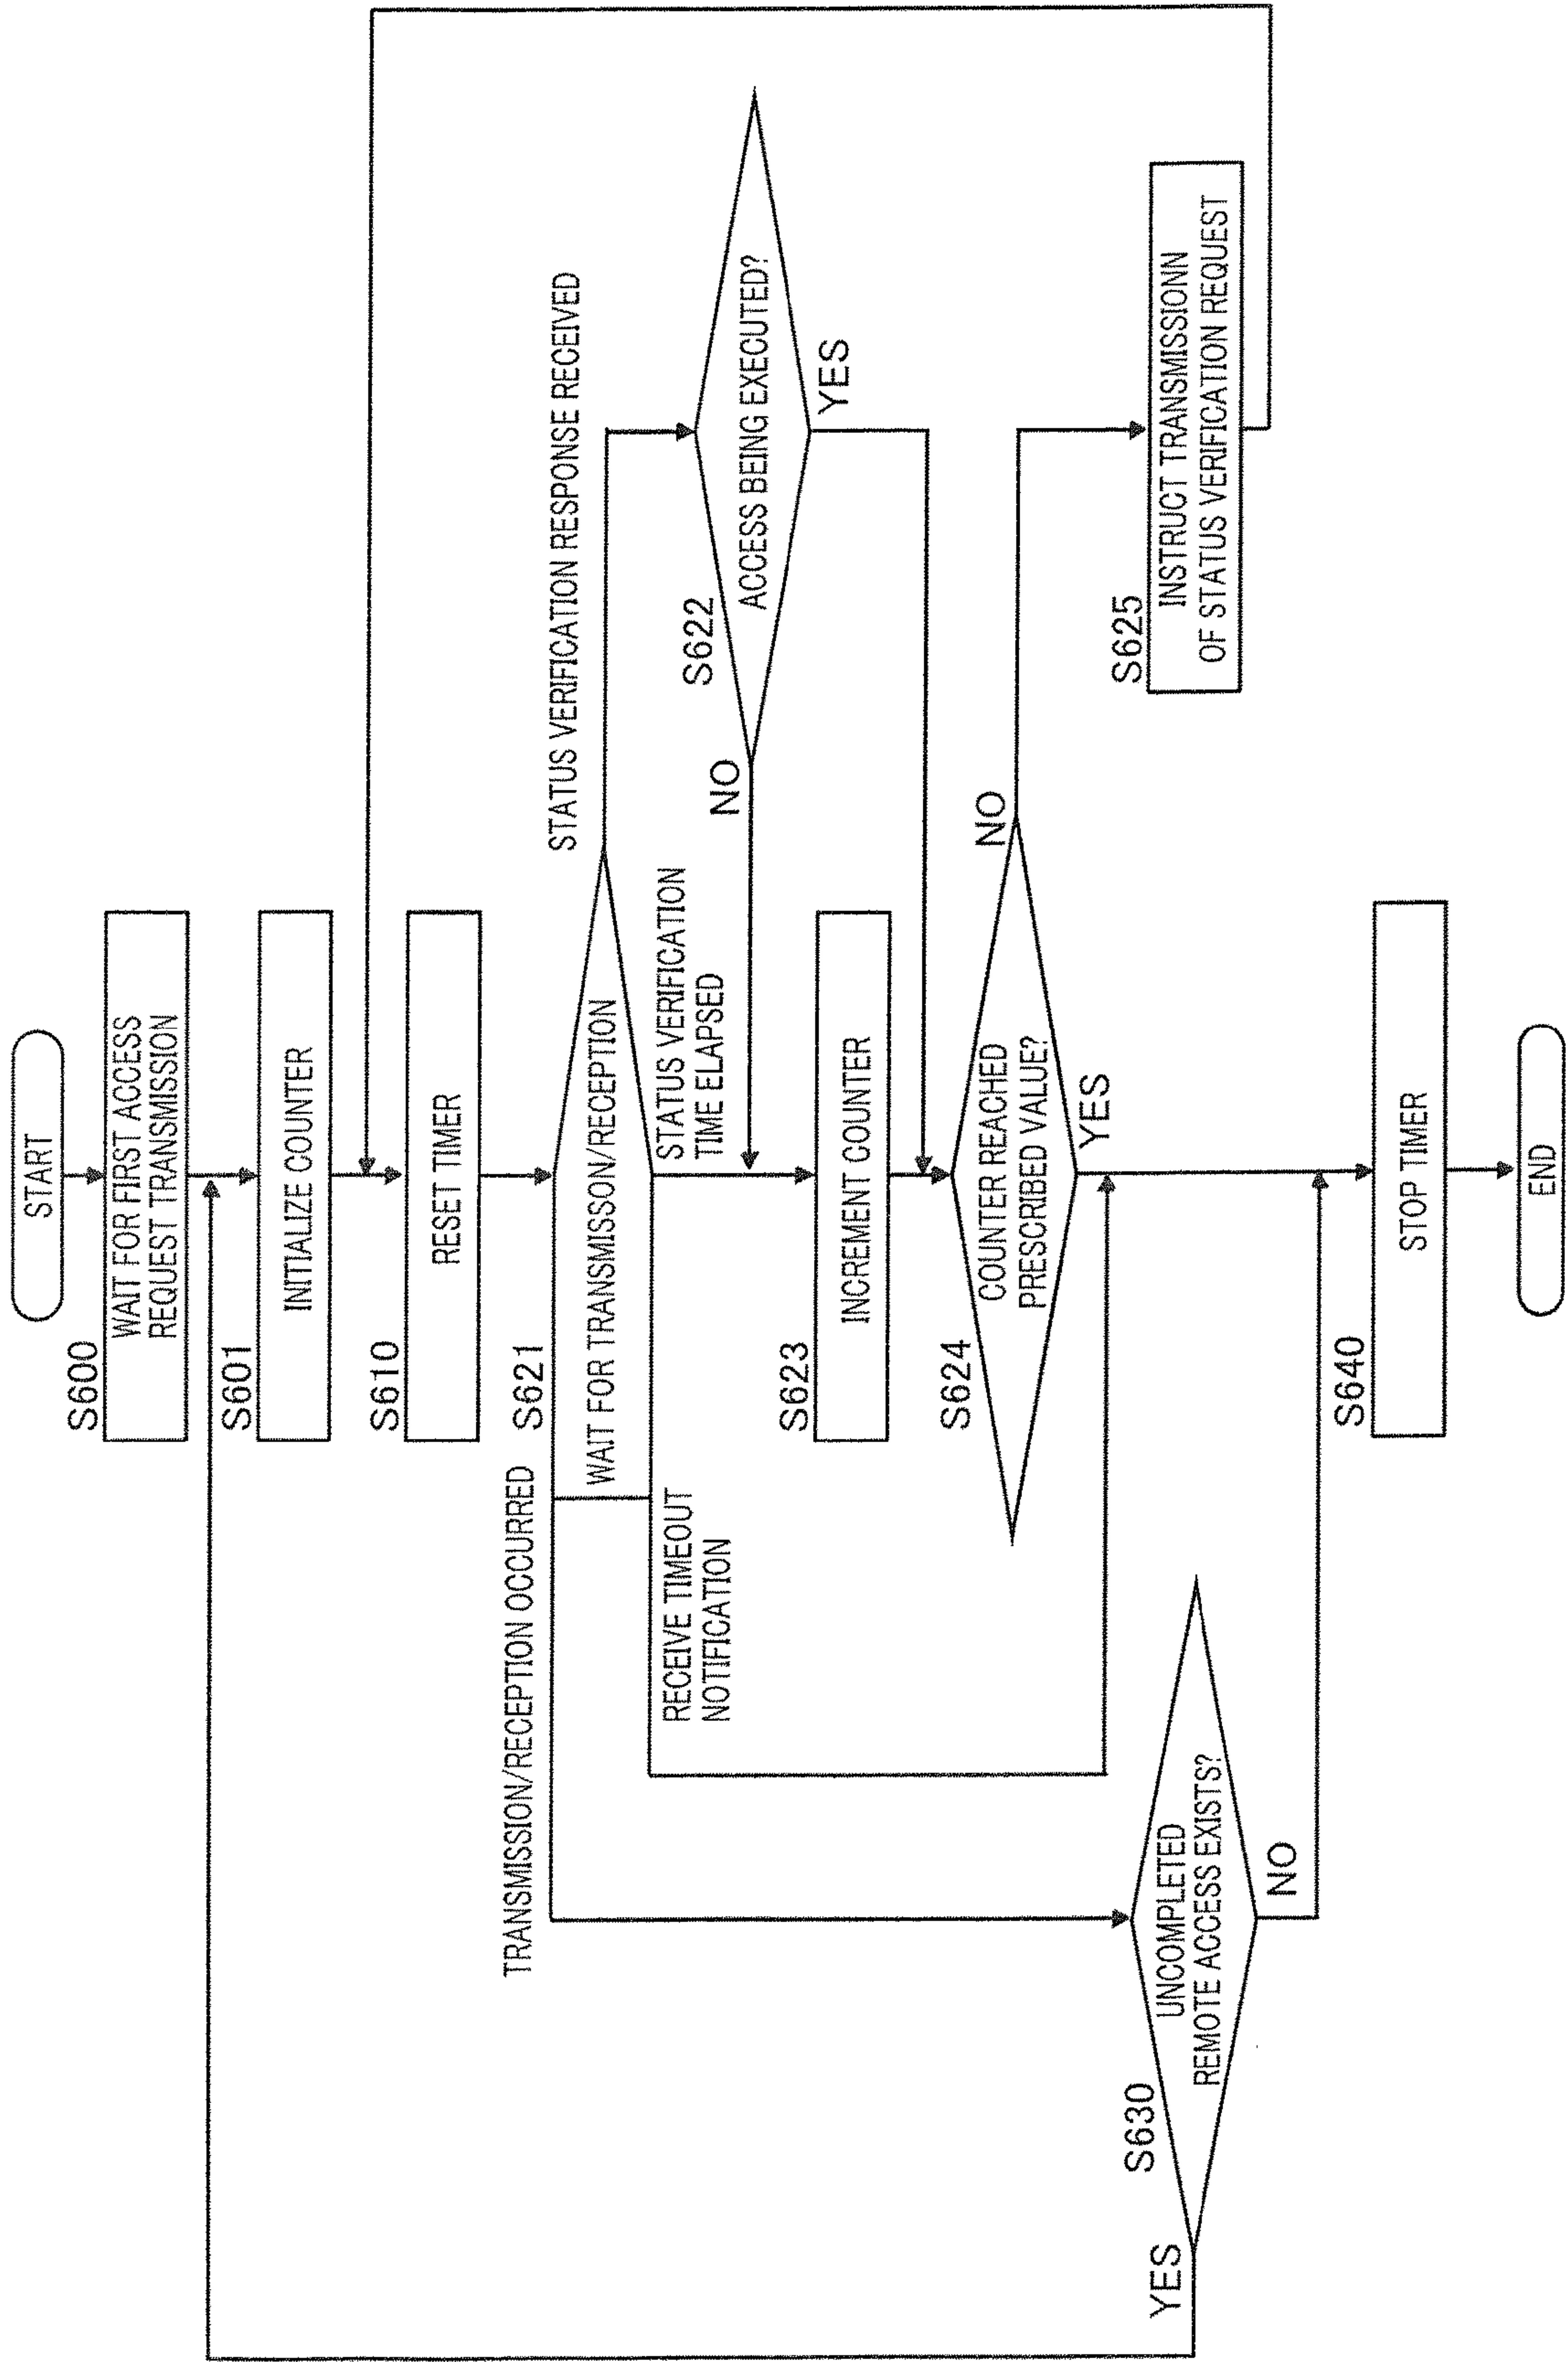 START
S600
WAIT FOR FIRST ACCESS
REQUEST TRANSMISSION
S601
INITIALIZE COUNTER
S610
RESET TIMER
TRANSMISSION/RECEPTION OCCURRED
S621
WAIT FOR TRANSMISSON/RECEPTION
STATUS VERIFICATION RESPONSE RECEIVED
RECEIVE TIMEOUT
NOTIFICATION
STATUS VERIFICATION
TIME ELAPSED
NO
S622
ACCESS BEING EXECUTED?
YES
S623
INCREMENT COUNTER
S624
COUNTER REACHED
PRESCRIBED VALUE?
NO
YES
S625
INSTRUCT TRANSMISSIONN
OF STATUS VERIFICATION REQUEST
YES
S630
UNCOMPLETED
REMOTE ACCESS EXISTS?
NO
S640
STOP TIMER
END